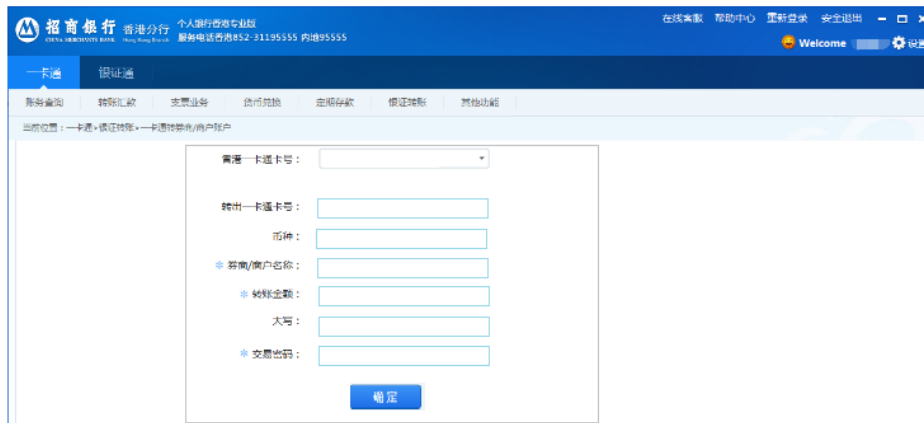 招商银行 香港分行 个人银行香港专业版 在线客服 帮助中心 重新登录 安全退出
CHINA MERCHANTS BANK Hong Kong Branch 服务电话香港852-31195555 内地95555
Welcome 设置
一卡通 银证通
账务查询 转账汇款 支票业务 货币兑换 定期存款 银证转账 其他功能
当前位置：一卡通»银证转账»一卡通转券商/商户账户
香港一卡通卡号：
转出一卡通卡号：
币种：
* 券商/商户名称：
* 转账金额：
大写：
* 交易密码：
确定